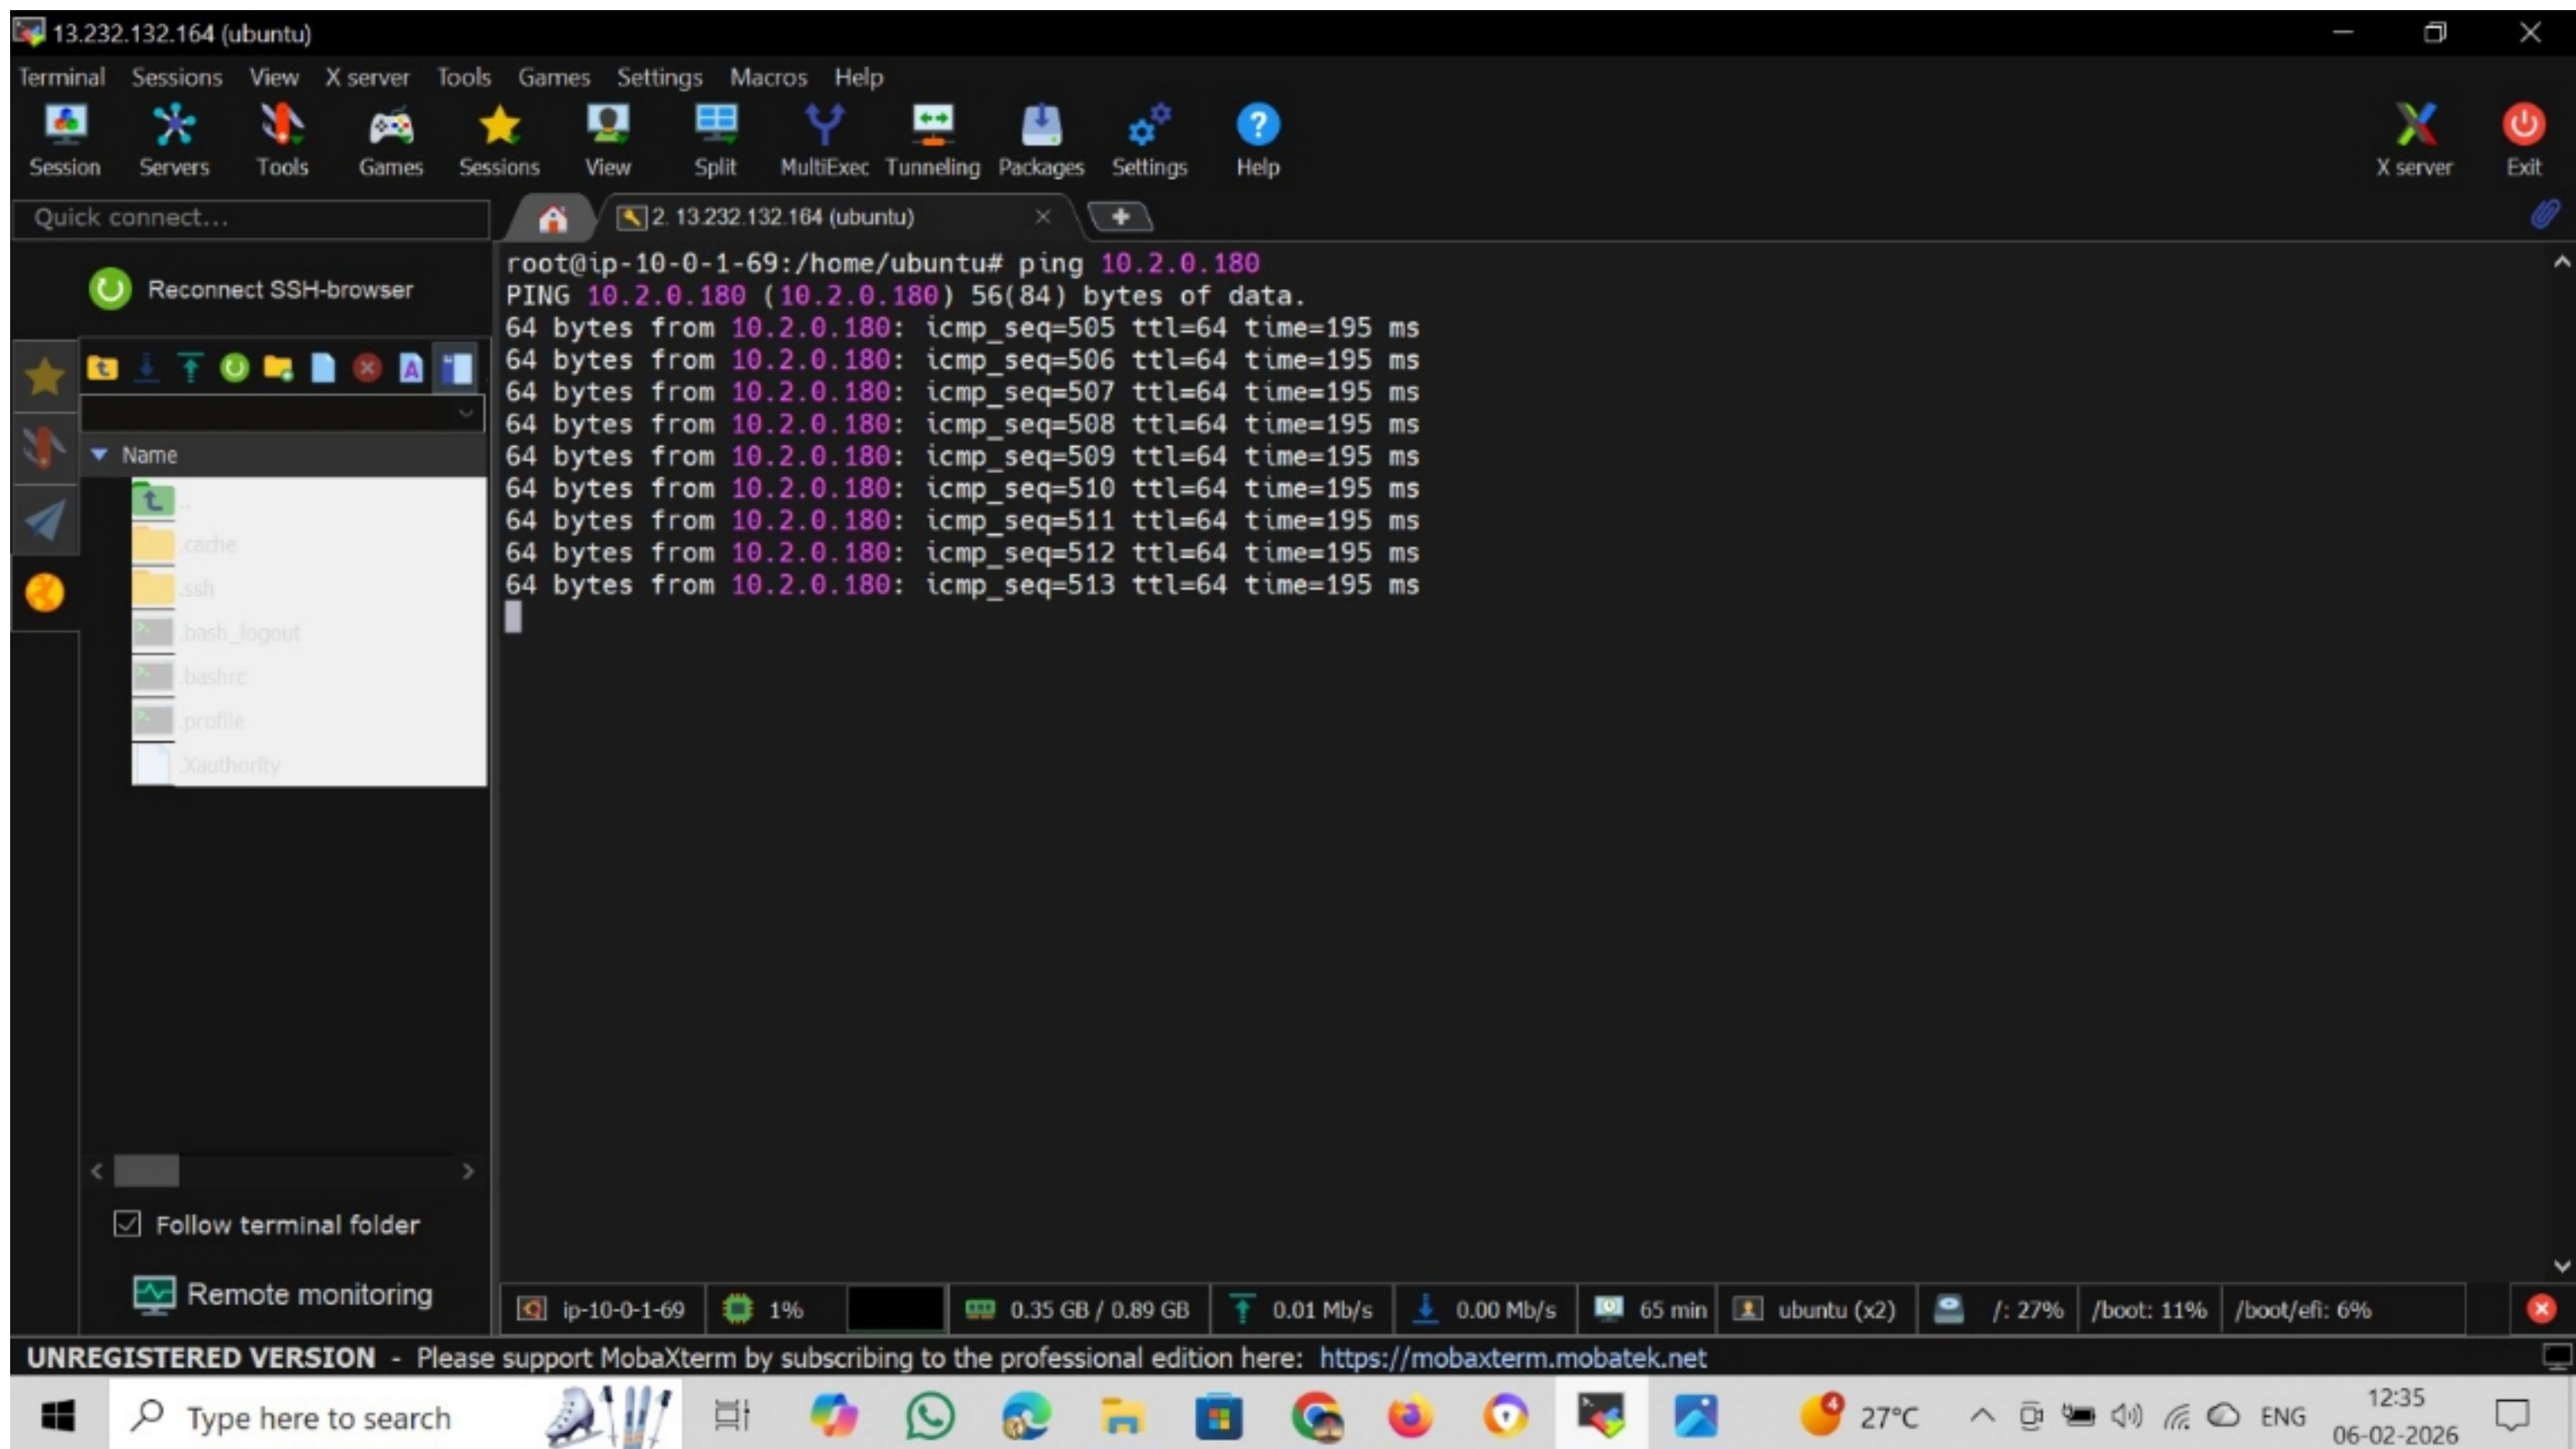 13.232.132.164 (ubuntu)
Terminal Sessions View X server Tools Games Settings Macros Help
Session Servers Tools Games Sessions View Split MultiExec Tunneling Packages Settings Help X server Exit
Quick connect...
2. 13.232.132.164 (ubuntu)
Reconnect SSH-browser
Name
..
.cache
.ssh
.bash_logout
.bashrc
.profile
.Xauthority
Follow terminal folder
Remote monitoring
root@ip-10-0-1-69:/home/ubuntu# ping 10.2.0.180
PING 10.2.0.180 (10.2.0.180) 56(84) bytes of data.
64 bytes from 10.2.0.180: icmp_seq=505 ttl=64 time=195 ms
64 bytes from 10.2.0.180: icmp_seq=506 ttl=64 time=195 ms
64 bytes from 10.2.0.180: icmp_seq=507 ttl=64 time=195 ms
64 bytes from 10.2.0.180: icmp_seq=508 ttl=64 time=195 ms
64 bytes from 10.2.0.180: icmp_seq=509 ttl=64 time=195 ms
64 bytes from 10.2.0.180: icmp_seq=510 ttl=64 time=195 ms
64 bytes from 10.2.0.180: icmp_seq=511 ttl=64 time=195 ms
64 bytes from 10.2.0.180: icmp_seq=512 ttl=64 time=195 ms
64 bytes from 10.2.0.180: icmp_seq=513 ttl=64 time=195 ms
ip-10-0-1-69 1% 0.35 GB / 0.89 GB 0.01 Mb/s 0.00 Mb/s 65 min ubuntu (x2) /: 27% /boot: 11% /boot/efi: 6%
UNREGISTERED VERSION - Please support MobaXterm by subscribing to the professional edition here: https://mobaxterm.mobatek.net
Type here to search
4
27°C
ENG
12:35
06-02-2026